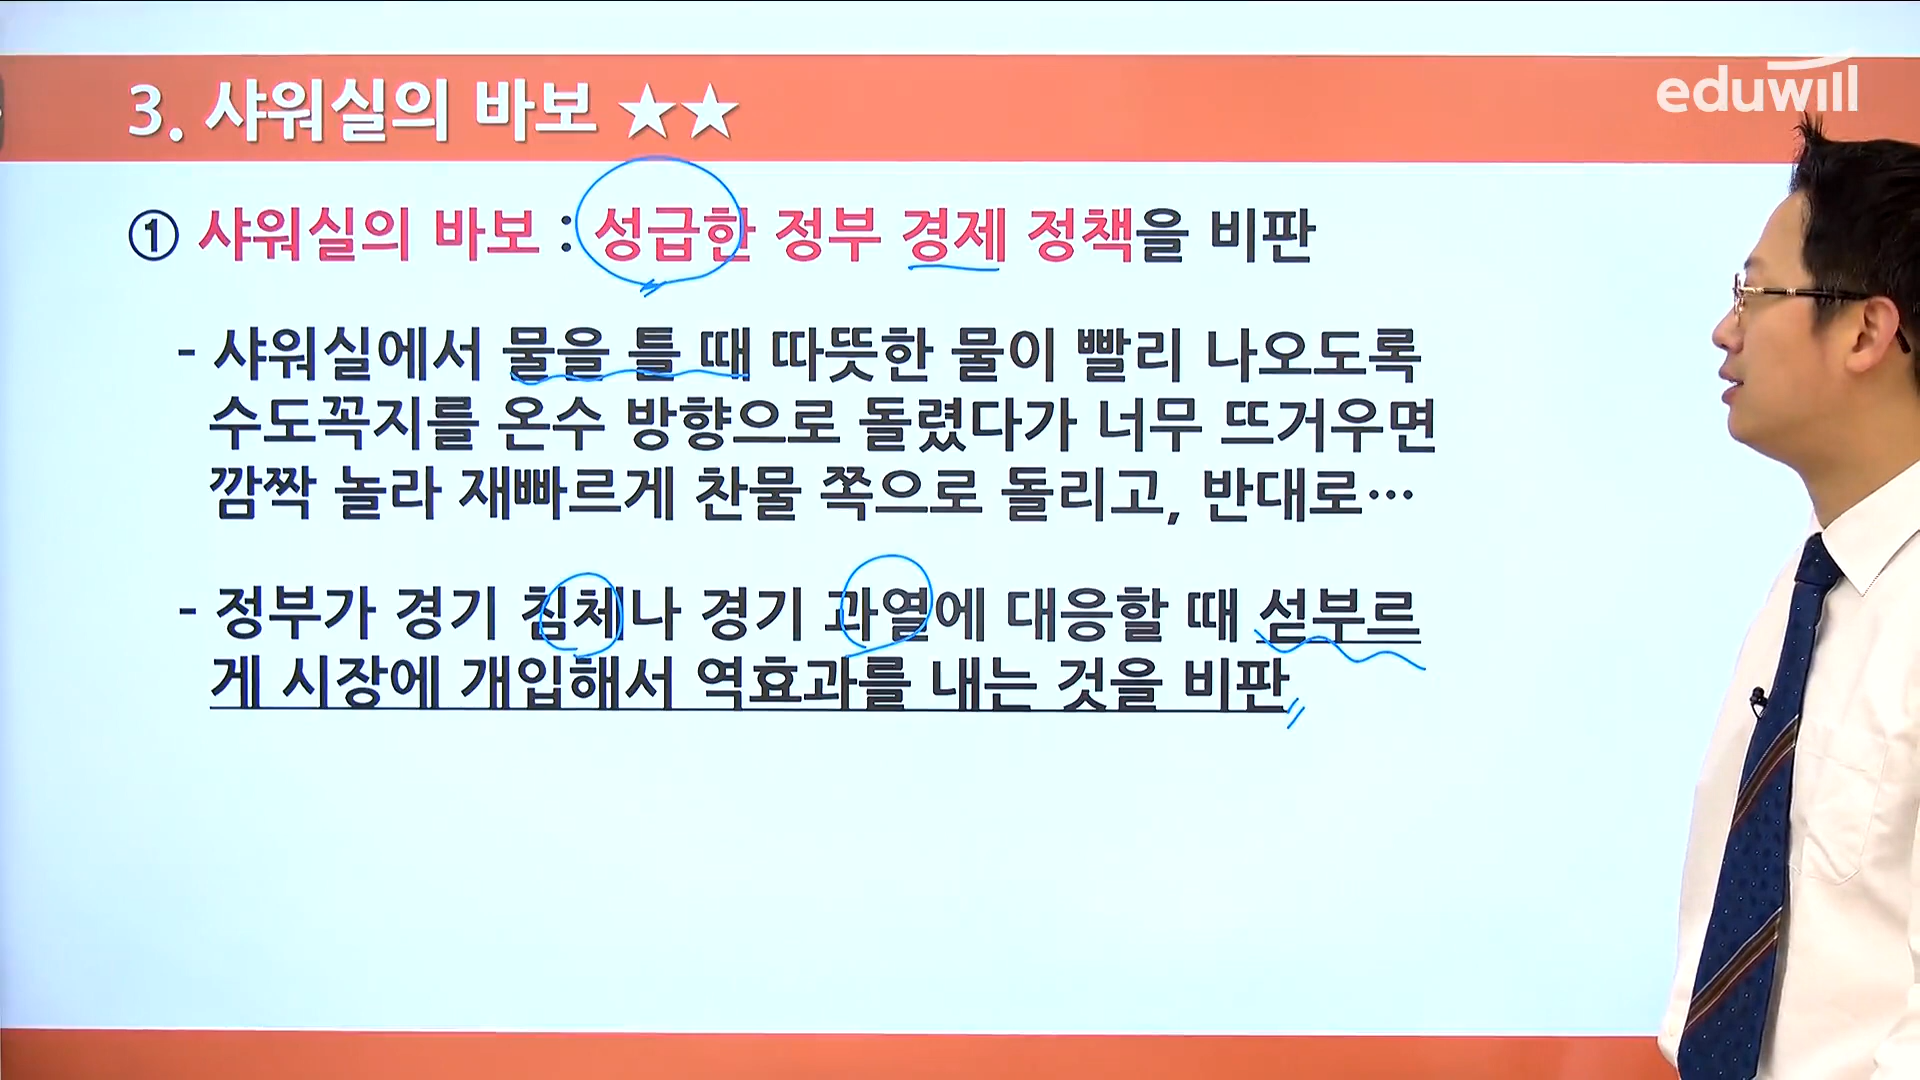 eduwill
3. 샤워실의 바보 ★★
① 샤워실의 바보 : 성급한 정부 경제 정책을 비판
- 샤워실에서 물을 틀 때 따뜻한 물이 빨리 나오도록
수도꼭지를 온수 방향으로 돌렸다가 너무 뜨거우면
깜짝 놀라 재빠르게 찬물 쪽으로 돌리고, 반대로…
- 정부가 경기 침체나 경기 과열에 대응할 때 섣부르
게 시장에 개입해서 역효과를 내는 것을 비판